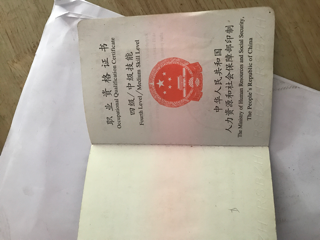 职业资格证书
Occupational Qualification Certificate
四级/中级技能
Fourth Level / Medium Skill Level
中华人民共和国
人力资源和社会保障部印制
The Ministry of Human Resources and Social Security,
The People's Republic of China